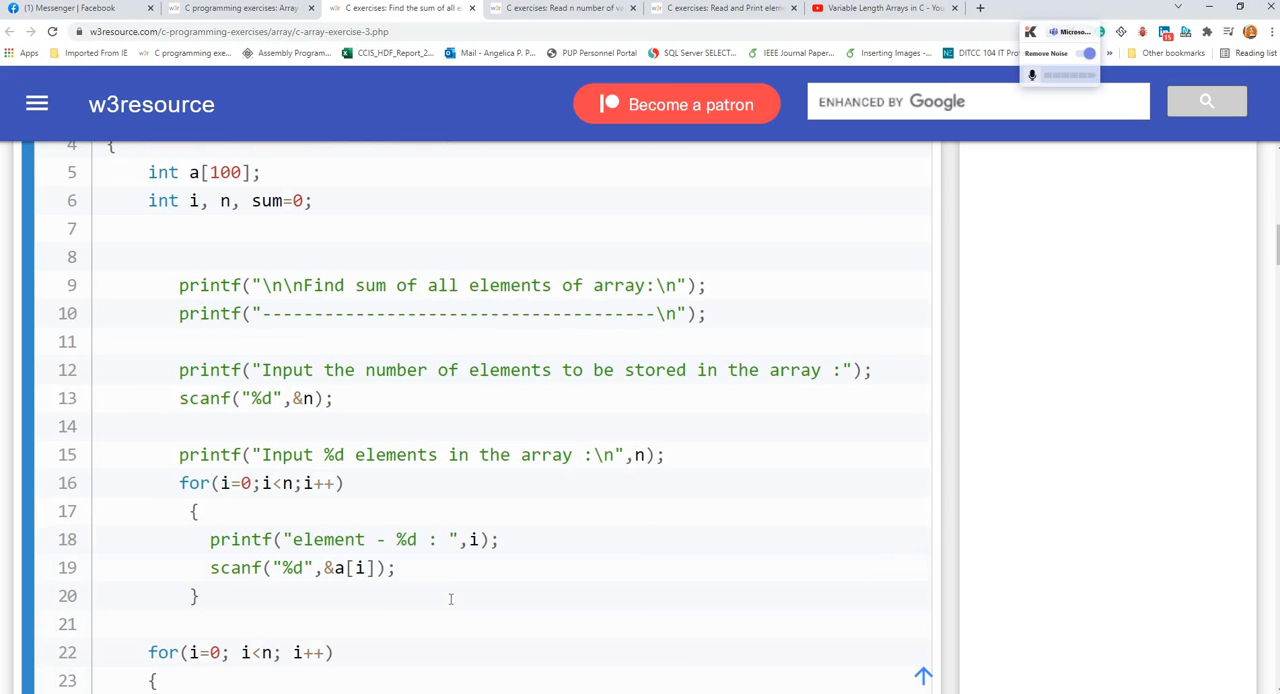 (1) Messenger | Facebook
C programming exercises: Array
C exercises: Find the sum of all e
C exercises: Read n number of va
C exercises: Read and Print elem
Variable Length Arrays in C - You
w3resource.com/c-programming-exercises/array/c-array-exercise-3.php
Microso...
Remove Noise
Apps
Imported From IE
C programming exe...
Assembly Program...
CCIS_HDF_Report_2...
Mail - Angelica P. P...
PUP Personnel Portal
SQL Server SELECT...
IEEE Journal Paper...
Inserting Images -...
DITCC 104 IT Pro
Other bookmarks
Reading list
w3resource
Become a patron
ENHANCED BY Google
4 {
5 int a[100];
6 int i, n, sum=0;
7
8
9 printf("\n\nFind sum of all elements of array:\n");
10 printf("--------------------------------------\n");
11
12 printf("Input the number of elements to be stored in the array :");
13 scanf("%d",&n);
14
15 printf("Input %d elements in the array :\n",n);
16 for(i=0;i<n;i++)
17 {
18 printf("element - %d : ",i);
19 scanf("%d",&a[i]);
20 }
21
22 for(i=0; i<n; i++)
23 {